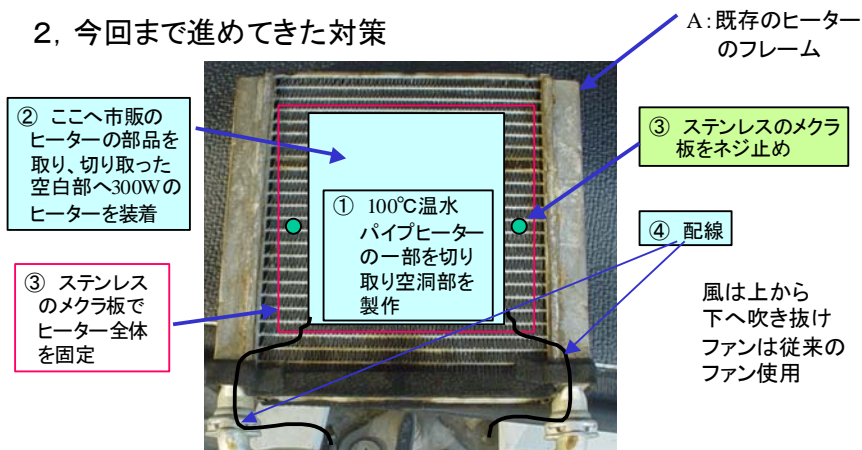 2, 今回まで進めてきた対策
A:既存のヒーター
のフレーム
② ここへ市販の
ヒーターの部品を
取り、切り取った
空白部へ300Wの
ヒーターを装着
③ ステンレスのメクラ
板をネジ止め
① 100℃温水
パイプヒーター
の一部を切り
取り空洞部を
製作
④ 配線
③ ステンレス
のメクラ板で
ヒーター全体
を固定
風は上から
下へ吹き抜け
ファンは従来の
ファン使用